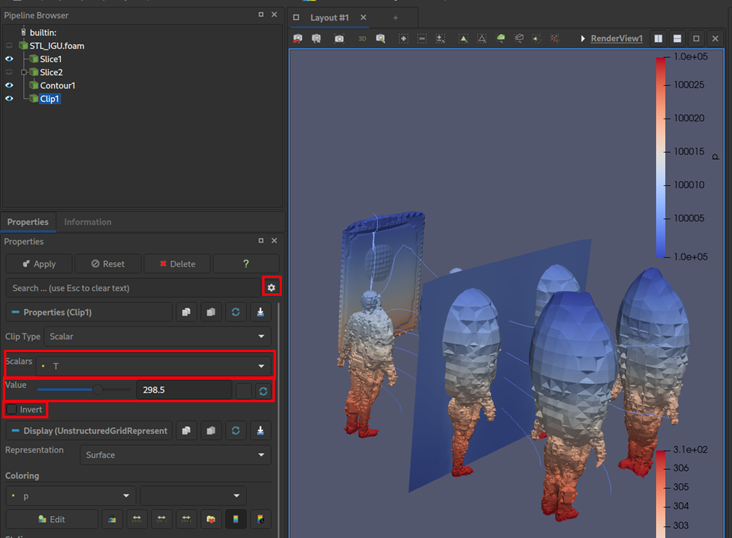 Pipeline Browser
builtin:
STL_IGU.foam
Slice1
Slice2
Contour1
Clip1
Properties
Information
Properties
Apply
Reset
Delete
?
Search ... (use Esc to clear text)
Properties (Clip1)
Clip Type
Scalar
Scalars
T
Value
298.5
Invert
Display (UnstructuredGridRepresent
Representation
Surface
Coloring
p
Edit
Layout #1
+
3D
RenderView1
1.0e+05
100025
100020
100015
p
100010
100005
1.0e+05
3.1e+02
306
305
304
303